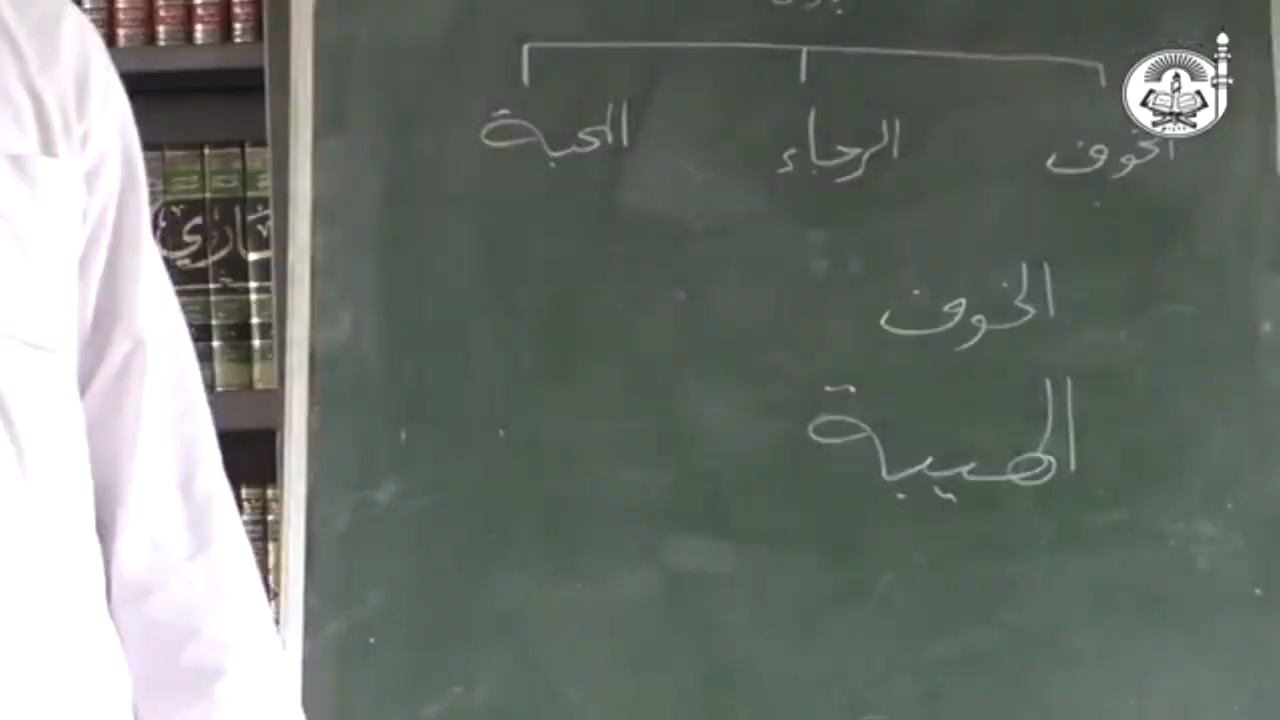 الخوف الرجاء المحبة
الخوف
الهيبة